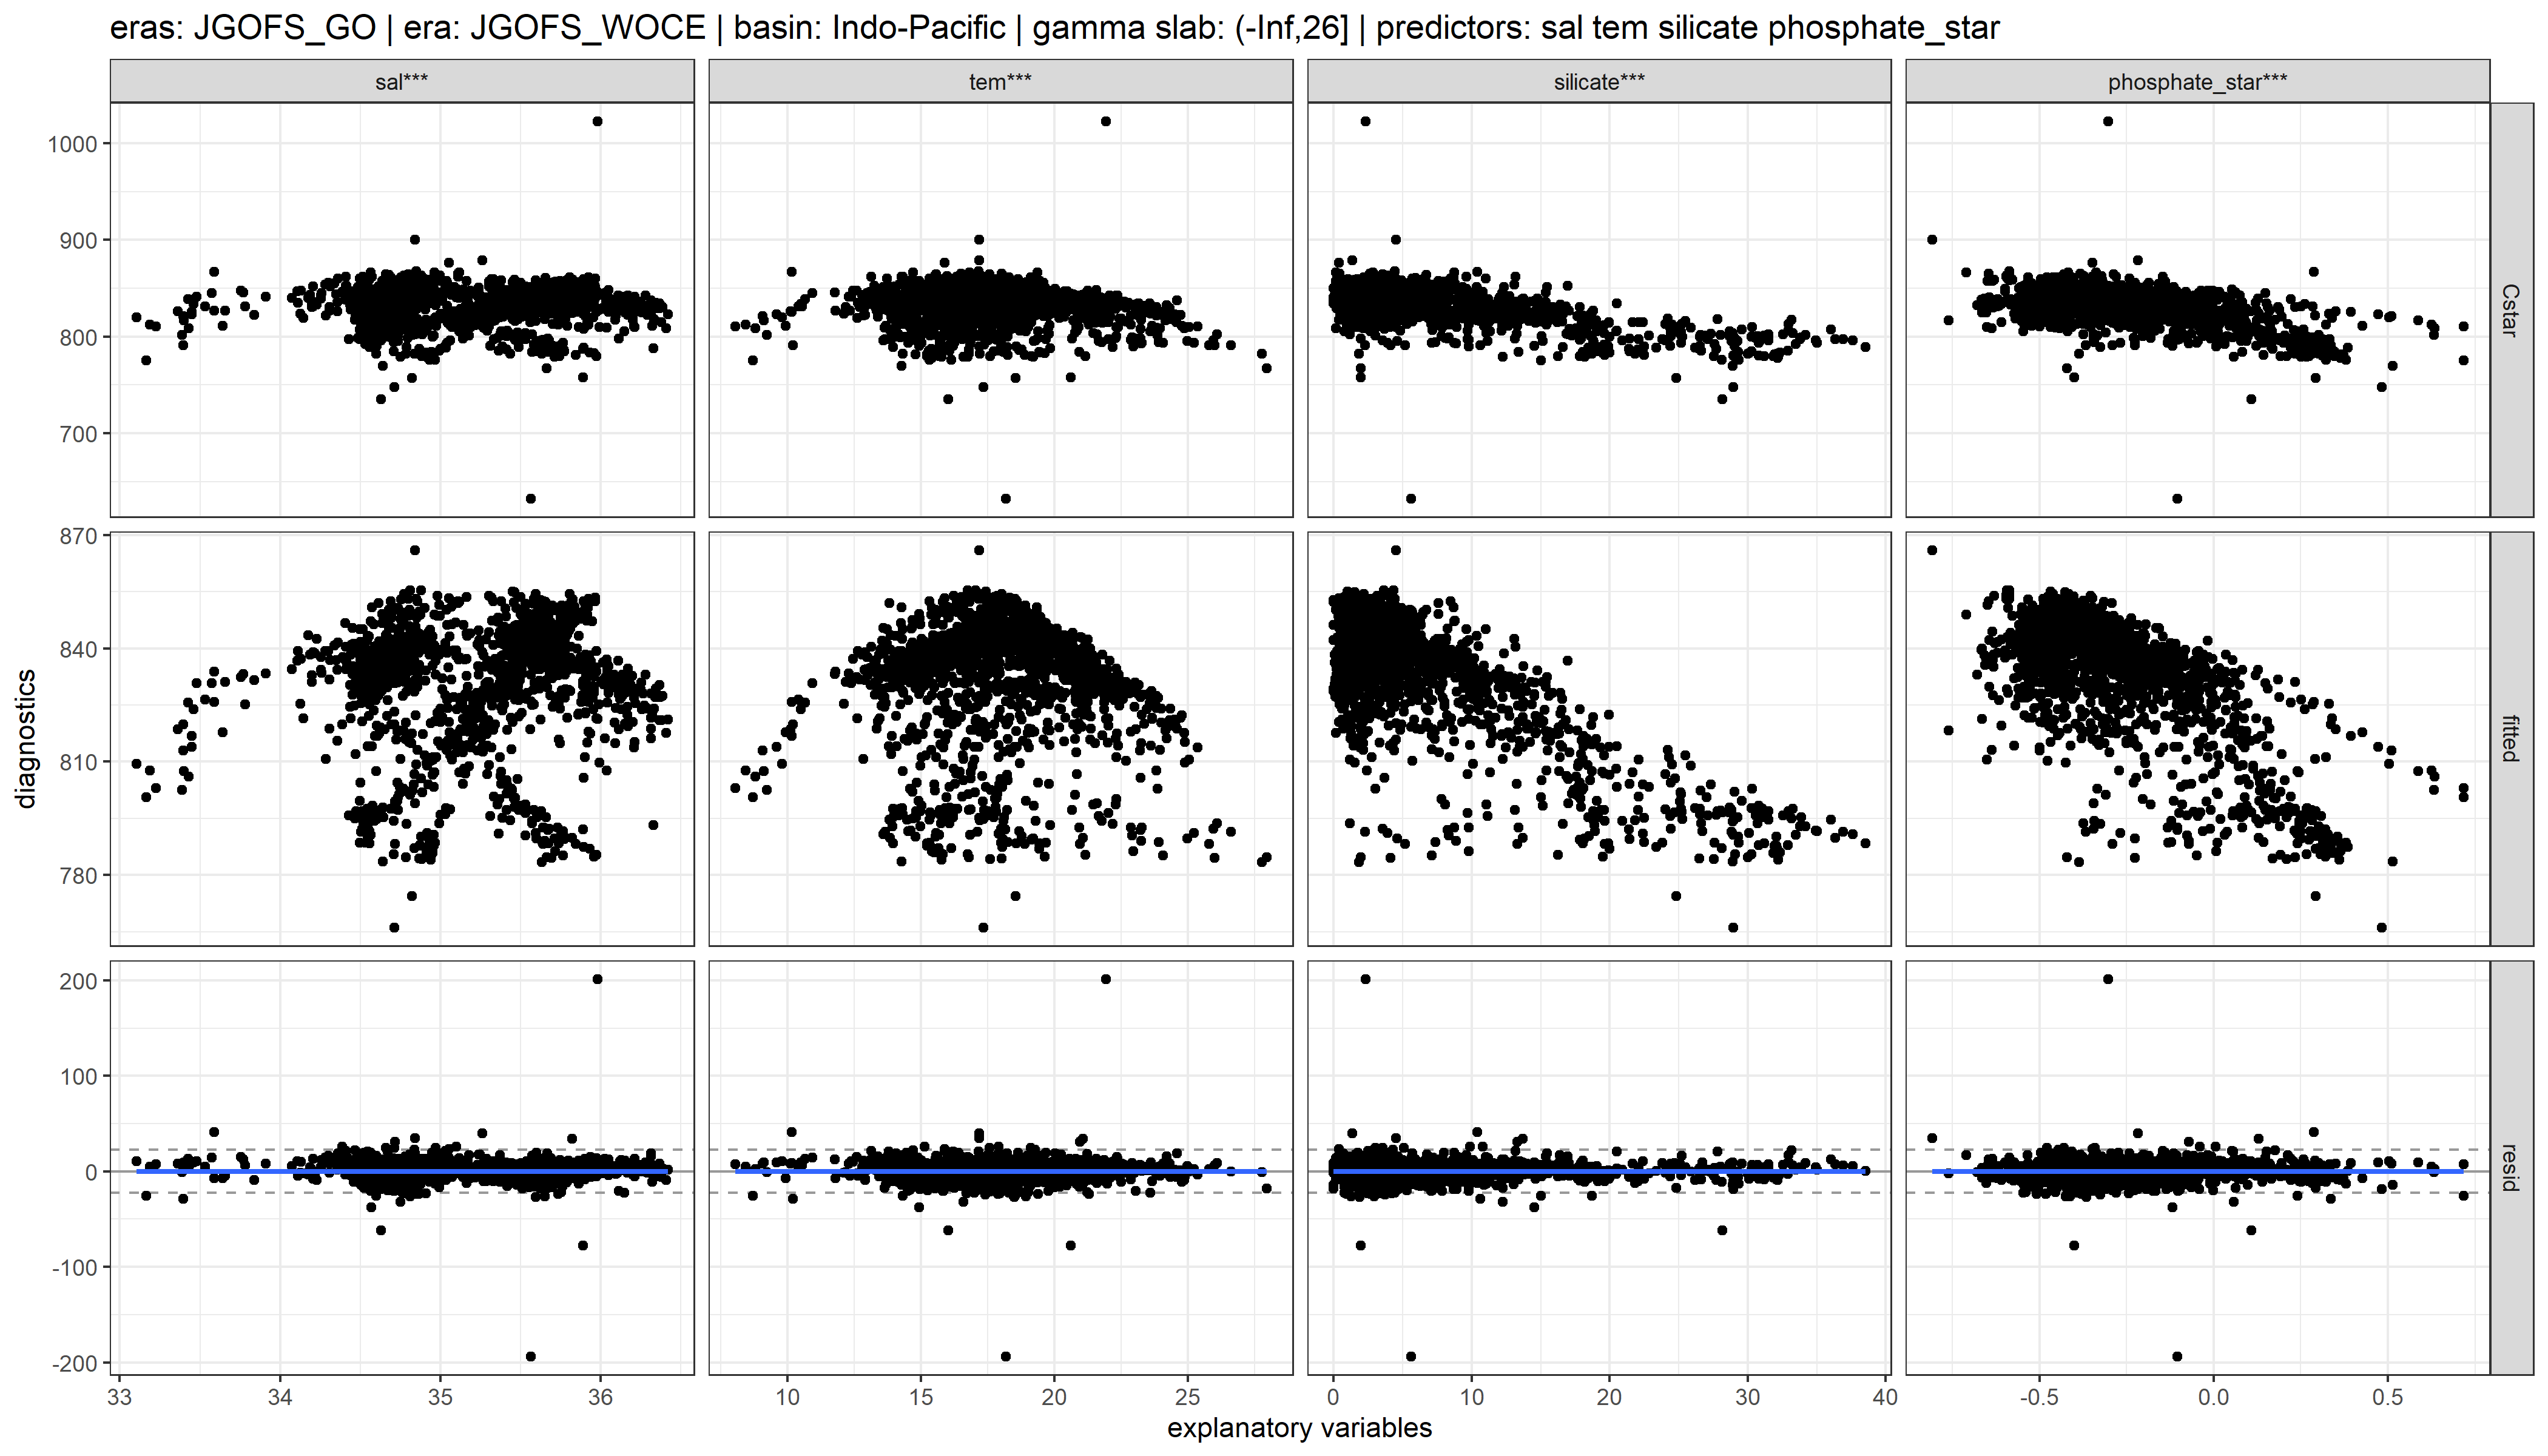 eras: JGOFS_GO | era: JGOFS_WOCE | basin: Indo-Pacific | gamma slab: (-Inf,26] | predictors: sal tem silicate phosphate_star
sal*** tem*** silicate*** phosphate_star***
1000
900
800
700
Cstar
870
840
810
780
fitted
diagnostics
200
100
0
-100
-200
resid
33 34 35 36 10 15 20 25 0 10 20 30 40 -0.5 0.0 0.5
explanatory variables